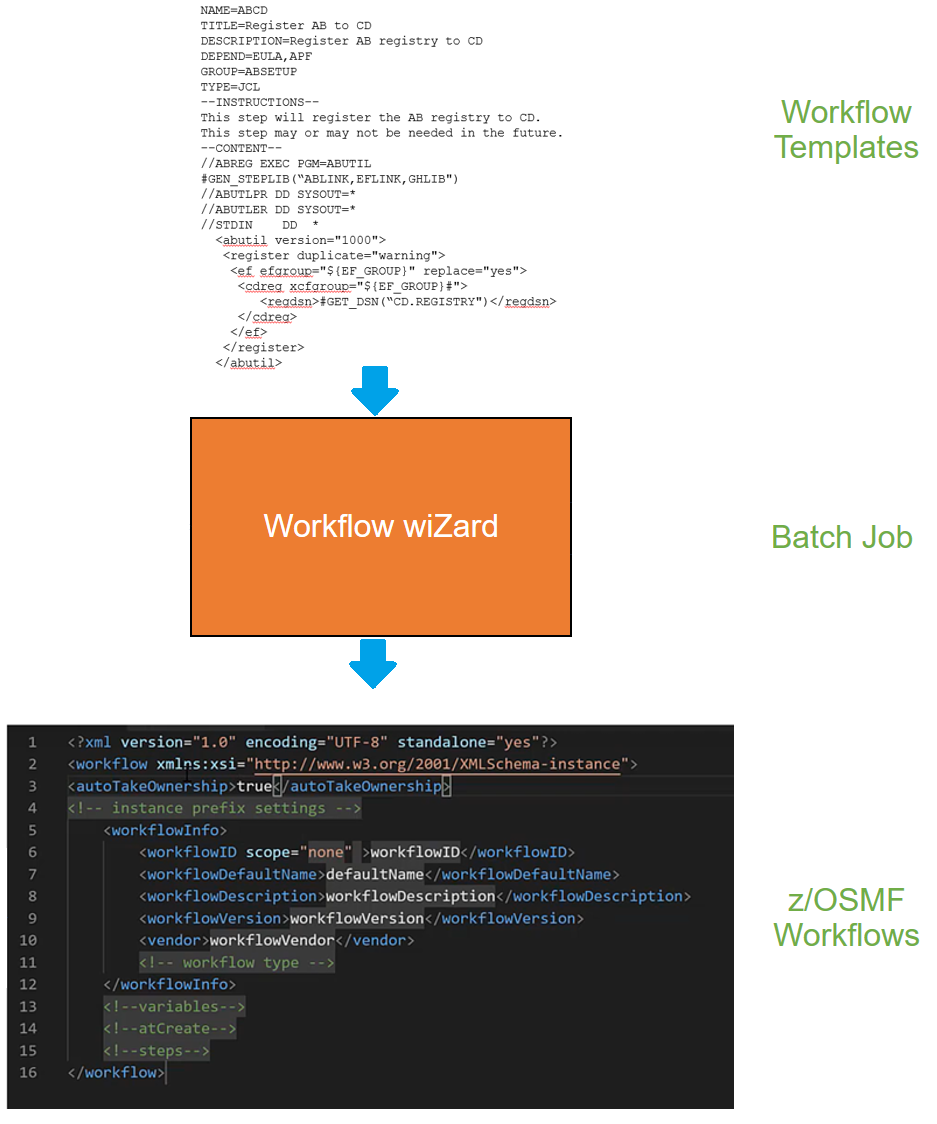 NAME=ABCD
TITLE=Register AB to CD
DESCRIPTION=Register AB registry to CD
DEPEND=EULA,APF
GROUP=ABSETUP
TYPE=JCL
--INSTRUCTIONS--
This step will register the AB registry to CD.
This step may or may not be needed in the future.
--CONTENT--
//ABREG EXEC PGM=ABUTIL
#GEN_STEPLIB(“ABLINK,EFLINK,GHLIB")
//ABUTLPR DD SYSOUT=*
//ABUTLER DD SYSOUT=*
//STDIN    DD  *
  <abutil version="1000">
   <register duplicate="warning">
    <ef efgroup="${EF_GROUP}" replace="yes">
     <cdreg xcfgroup="${EF_GROUP}#">
        <regdsn>#GET_DSN(“CD.REGISTRY")</regdsn>
     </cdreg>
    </ef>
   </register>
  </abutil>
Workflow
Templates
Workflow wiZard
Batch Job
1 <?xml version="1.0" encoding="UTF-8" standalone="yes"?>
2 <workflow xmlns:xsi="http://www.w3.org/2001/XMLSchema-instance">
3 <autoTakeOwnership>true</autoTakeOwnership>
4 <!-- instance prefix settings -->
5     <workflowInfo>
6         <workflowID scope="none" >workflowID</workflowID>
7         <workflowDefaultName>defaultName</workflowDefaultName>
8         <workflowDescription>workflowDescription</workflowDescription>
9         <workflowVersion>workflowVersion</workflowVersion>
10         <vendor>workflowVendor</vendor>
11         <!-- workflow type -->
12     </workflowInfo>
13     <!--variables-->
14     <!--atCreate-->
15     <!--steps-->
16 </workflow>
z/OSMF
Workflows